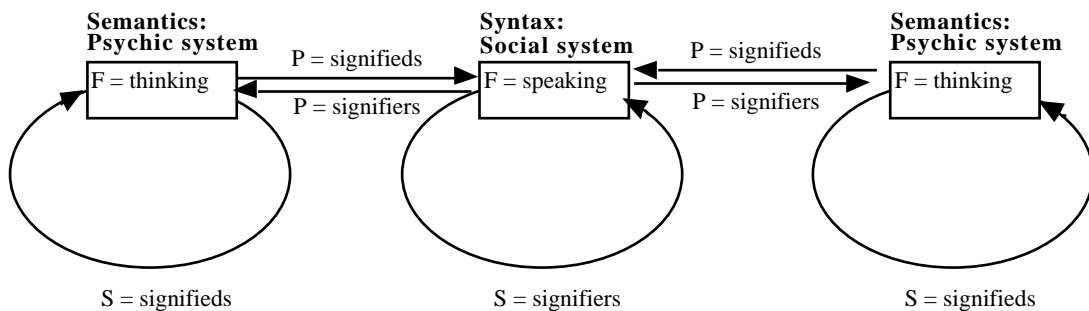 Semantics:
Psychic system
F = thinking
P = signifieds
P = signifiers
S = signifieds
Syntax:
Social system
F = speaking
S = signifiers
P = signifieds
P = signifiers
Semantics:
Psychic system
F = thinking
S = signifieds